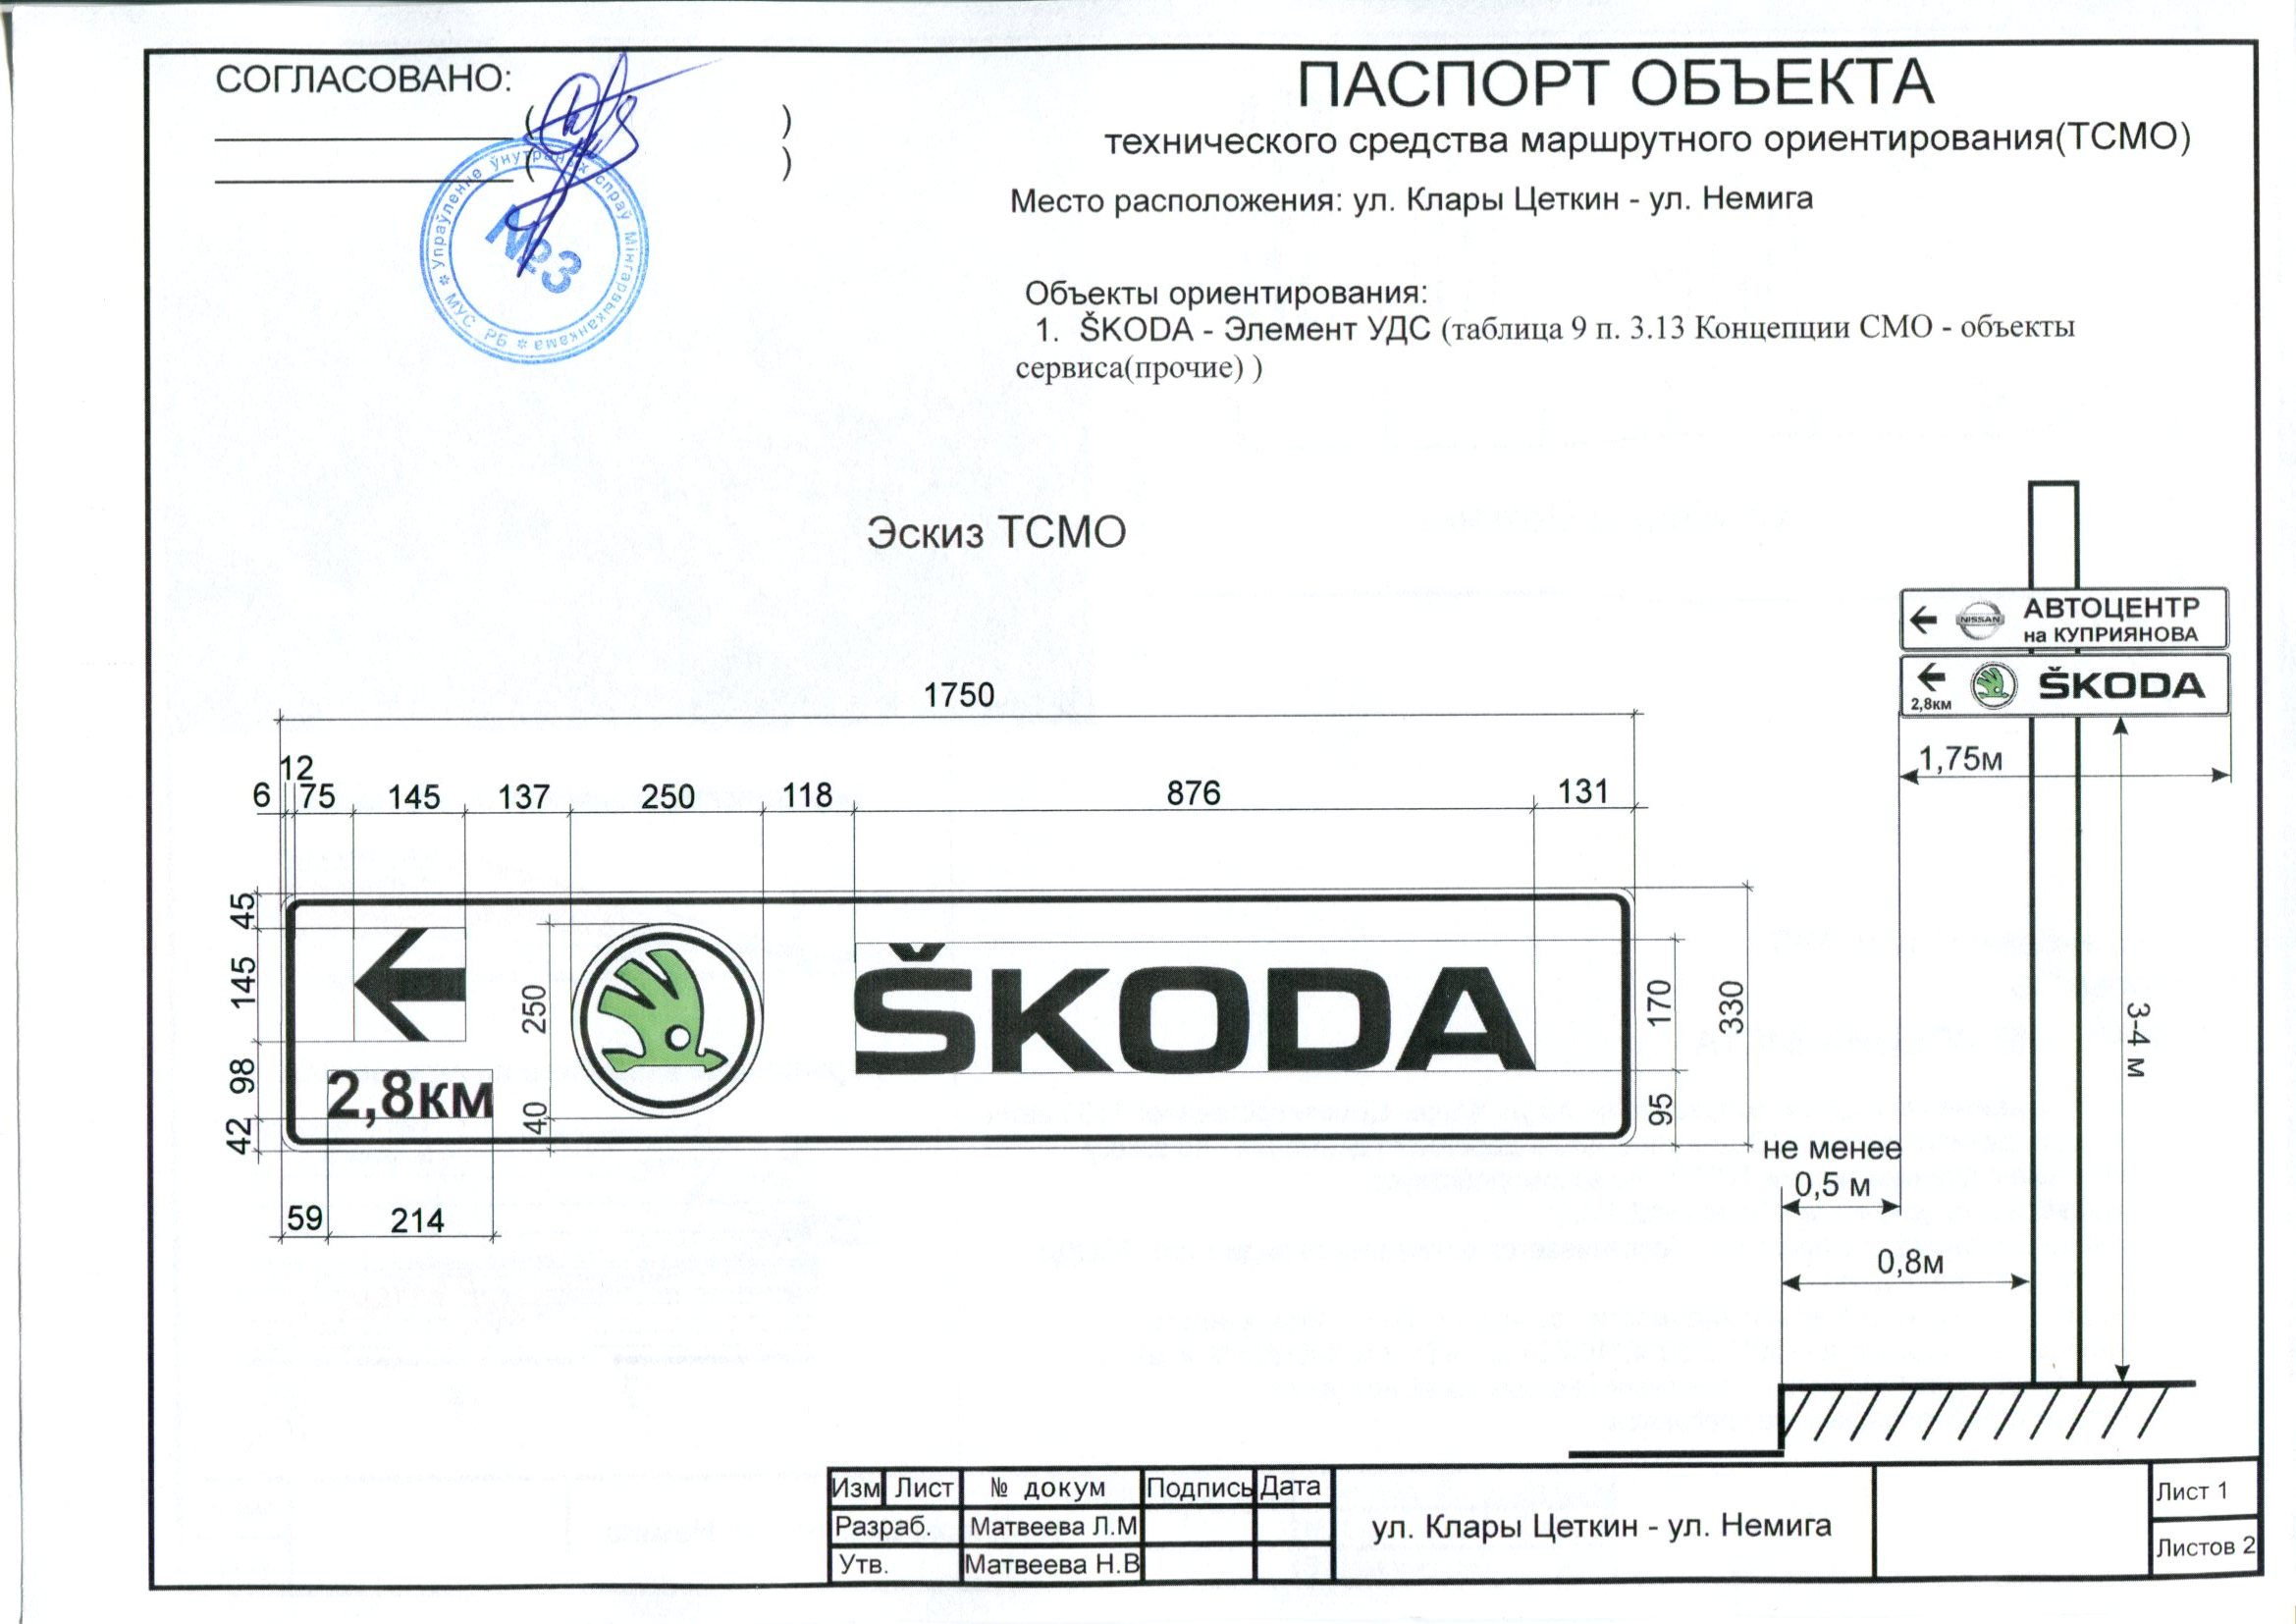 СОГЛАСОВАНО:
( )
( )
Упраўленне ўнутраных спраў Мінгарвыканкама * МУС РБ *
№3
ПАСПОРТ ОБЪЕКТА
технического средства маршрутного ориентирования(ТСМО)
Место расположения: ул. Клары Цеткин - ул. Немига
Объекты ориентирования:
1. ŠKODA - Элемент УДС (таблица 9 п. 3.13 Концепции СМО - объекты
сервиса(прочие) )
Эскиз ТСМО
1750
12
6 75 145 137 250 118 876 131
45
145
98
42
250
40
2,8км
ŠKODA
170
95
330
59 214
NISSAN
АВТОЦЕНТР
на КУПРИЯНОВА
2,8км
ŠKODA
1,75м
3-4 м
не менее
0,5 м
0,8м
Изм Лист № докум Подпись Дата
Разраб. Матвеева Л.М
Утв. Матвеева Н.В
ул. Клары Цеткин - ул. Немига
Лист 1
Листов 2